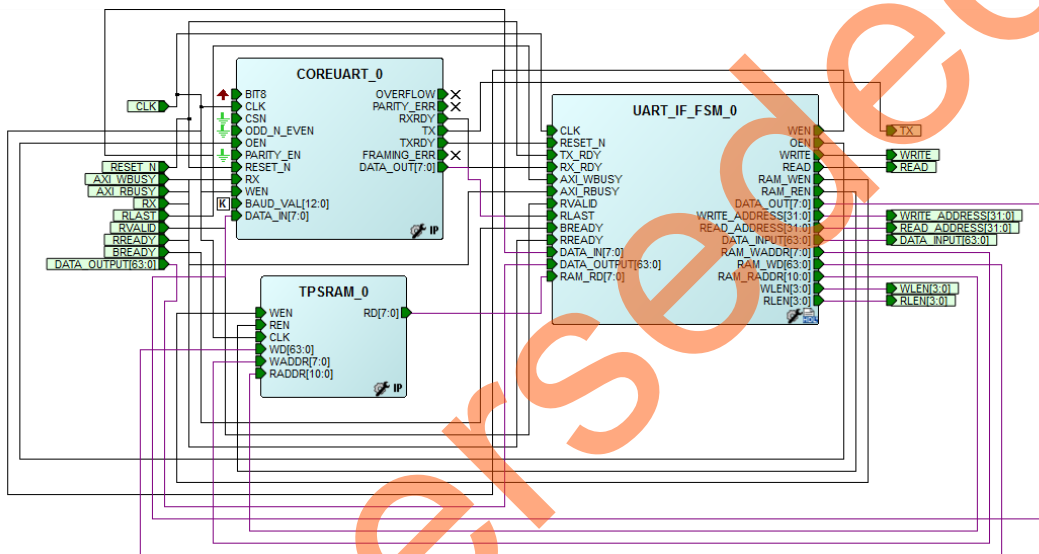 COREUART_0
BIT8
CLK
CSN
ODD_N_EVEN
OEN
PARITY_EN
RESET_N
RX
WEN
BAUD_VAL[12:0]
DATA_IN[7:0]
OVERFLOW
PARITY_ERR
RXRDY
TX
TXRDY
FRAMING_ERR
DATA_OUT[7:0]
K
IP
CLK
RESET_N
AXI_WBUSY
AXI_RBUSY
RX
RLAST
RVALID
RREADY
BREADY
DATA_OUTPUT[63:0]
TPSRAM_0
WEN
REN
CLK
WD[63:0]
WADDR[7:0]
RADDR[10:0]
RD[7:0]
IP
UART_IF_FSM_0
CLK
RESET_N
TX_RDY
RX_RDY
AXI_WBUSY
AXI_RBUSY
RVALID
RLAST
BREADY
RREADY
DATA_IN[7:0]
DATA_OUTPUT[63:0]
RAM_RD[7:0]
WEN
OEN
WRITE
READ
RAM_WEN
RAM_REN
DATA_OUT[7:0]
WRITE_ADDRESS[31:0]
READ_ADDRESS[31:0]
DATA_INPUT[63:0]
RAM_WADDR[7:0]
RAM_WD[63:0]
RAM_RADDR[10:0]
WLEN[3:0]
RLEN[3:0]
TX
WRITE
READ
WRITE_ADDRESS[31:0]
READ_ADDRESS[31:0]
DATA_INPUT[63:0]
WLEN[3:0]
RLEN[3:0]
ersede